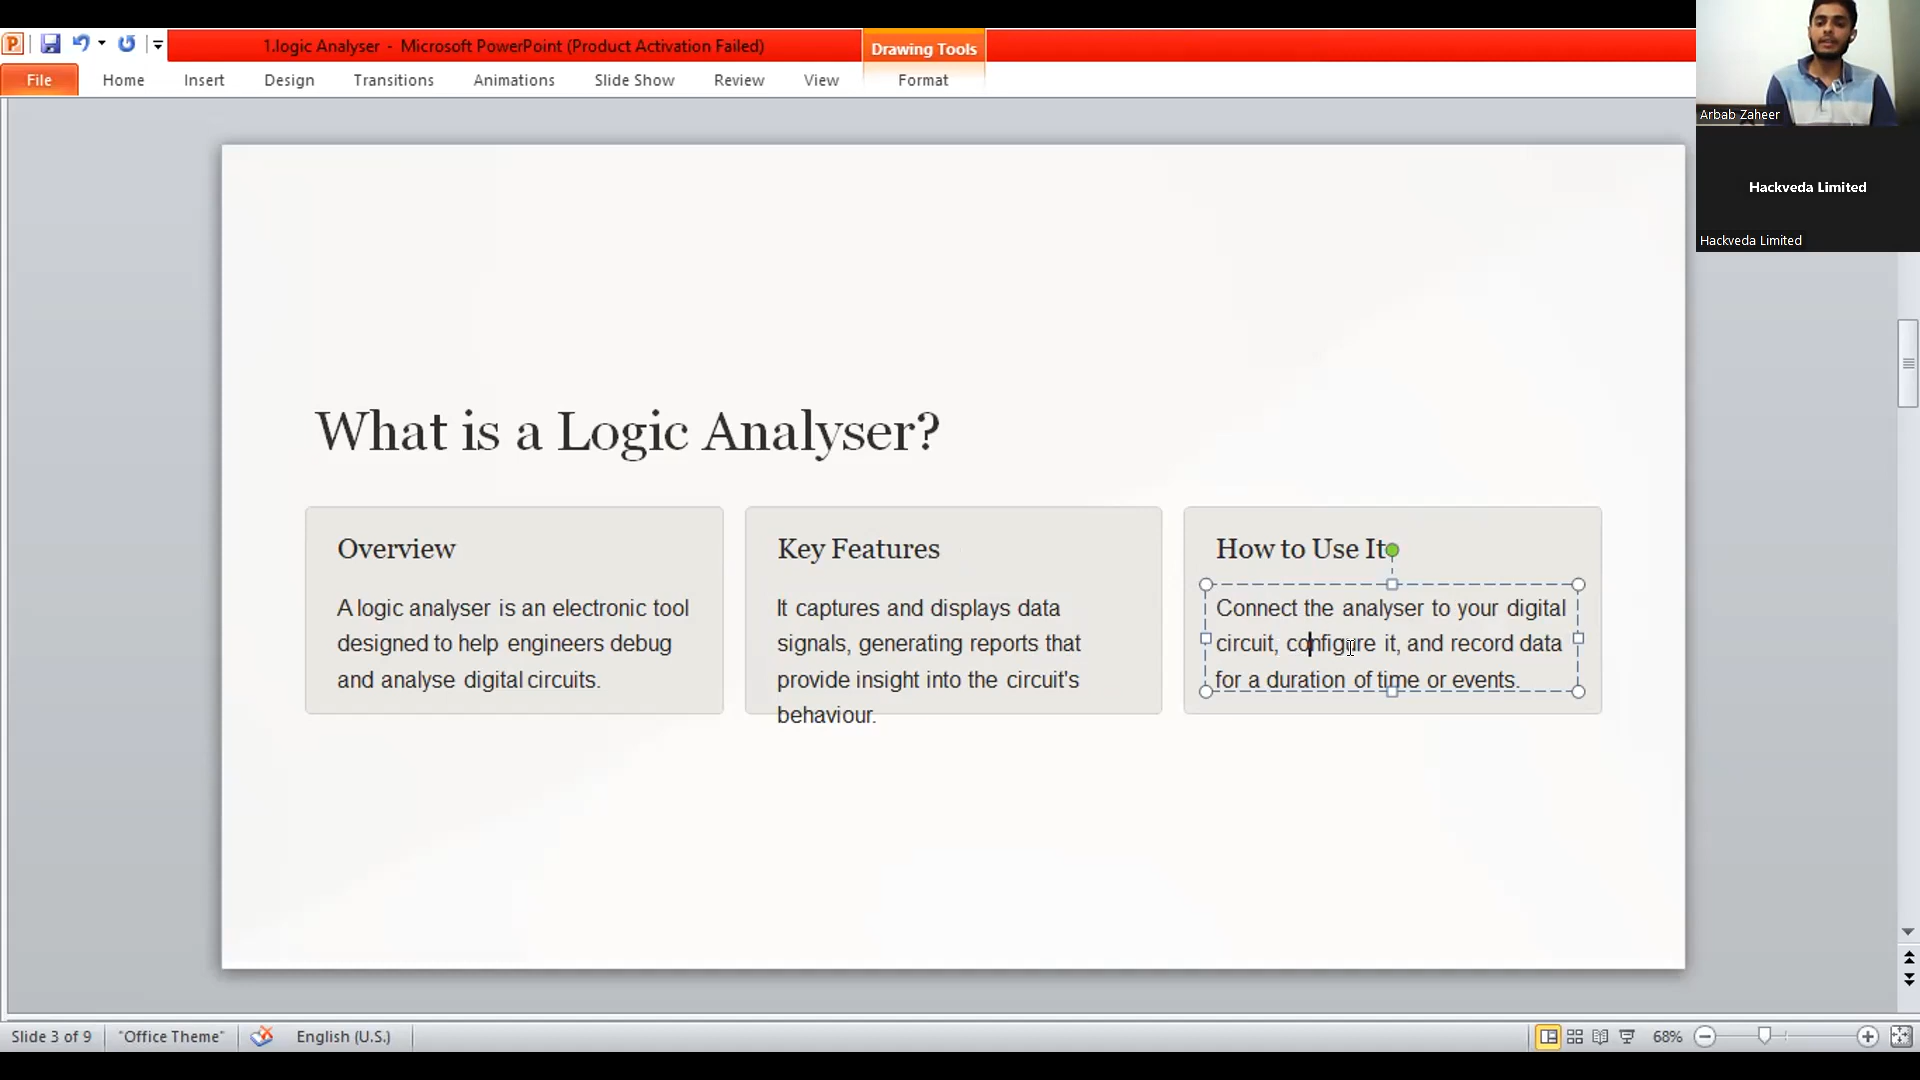 1.logic Analyser - Microsoft PowerPoint (Product Activation Failed)
Drawing Tools
File Home Insert Design Transitions Animations Slide Show Review View Format
Arbab Zaheer
Hackveda Limited
Hackveda Limited
What is a Logic Analyser?
Overview
A logic analyser is an electronic tool
designed to help engineers debug
and analyse digital circuits.
Key Features
It captures and displays data
signals, generating reports that
provide insight into the circuit's
behaviour.
How to Use It
Connect the analyser to your digital
circuit, configure it, and record data
for a duration of time or events.
Slide 3 of 9 "Office Theme" English (U.S.) 68%